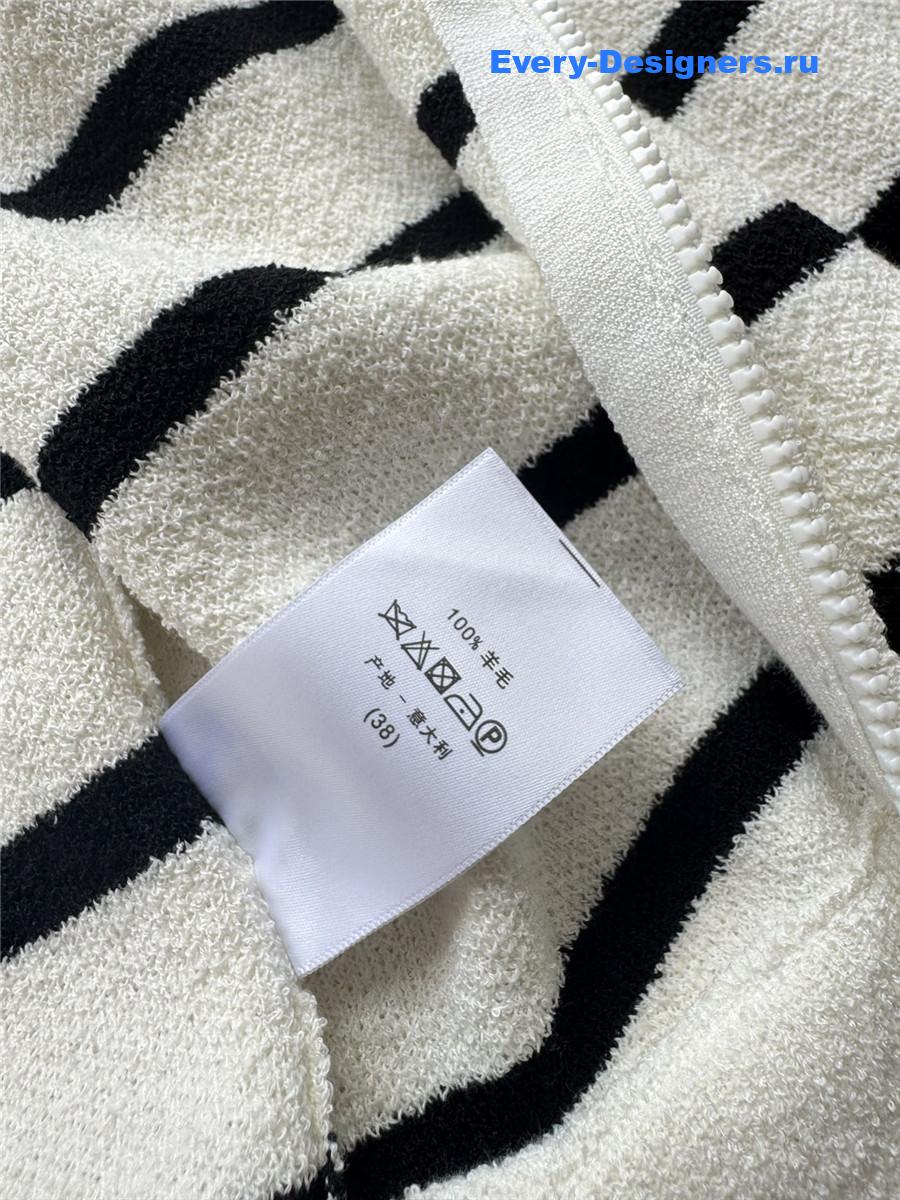 Every-Designers.ru
100% 羊毛
P
产地 - 意大利
(38)